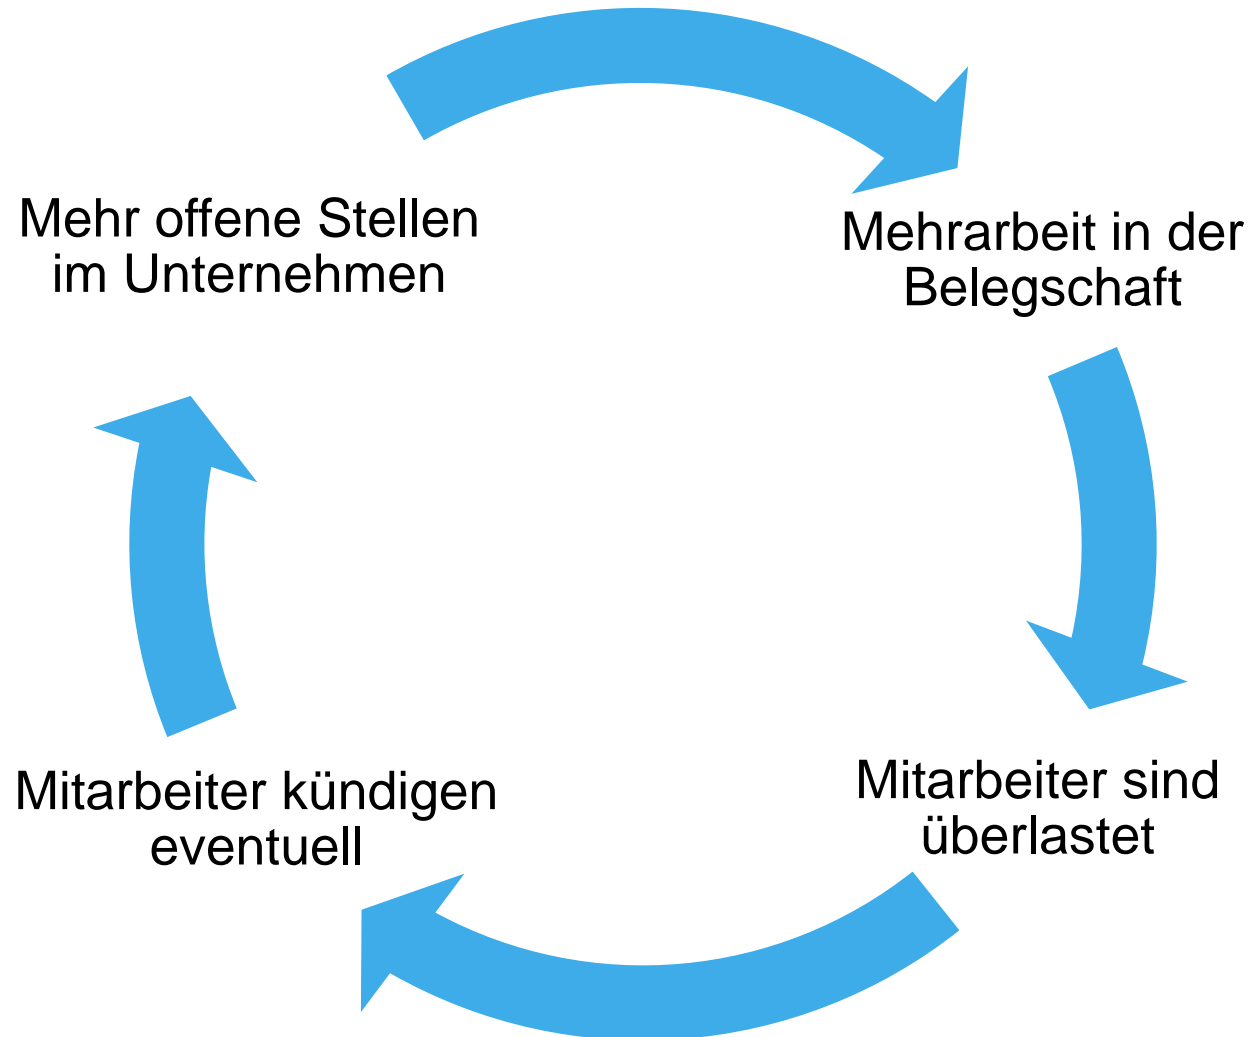 Mehr offene Stellen
im Unternehmen
Mehrarbeit in der
Belegschaft
Mitarbeiter sind
überlastet
Mitarbeiter kündigen
eventuell